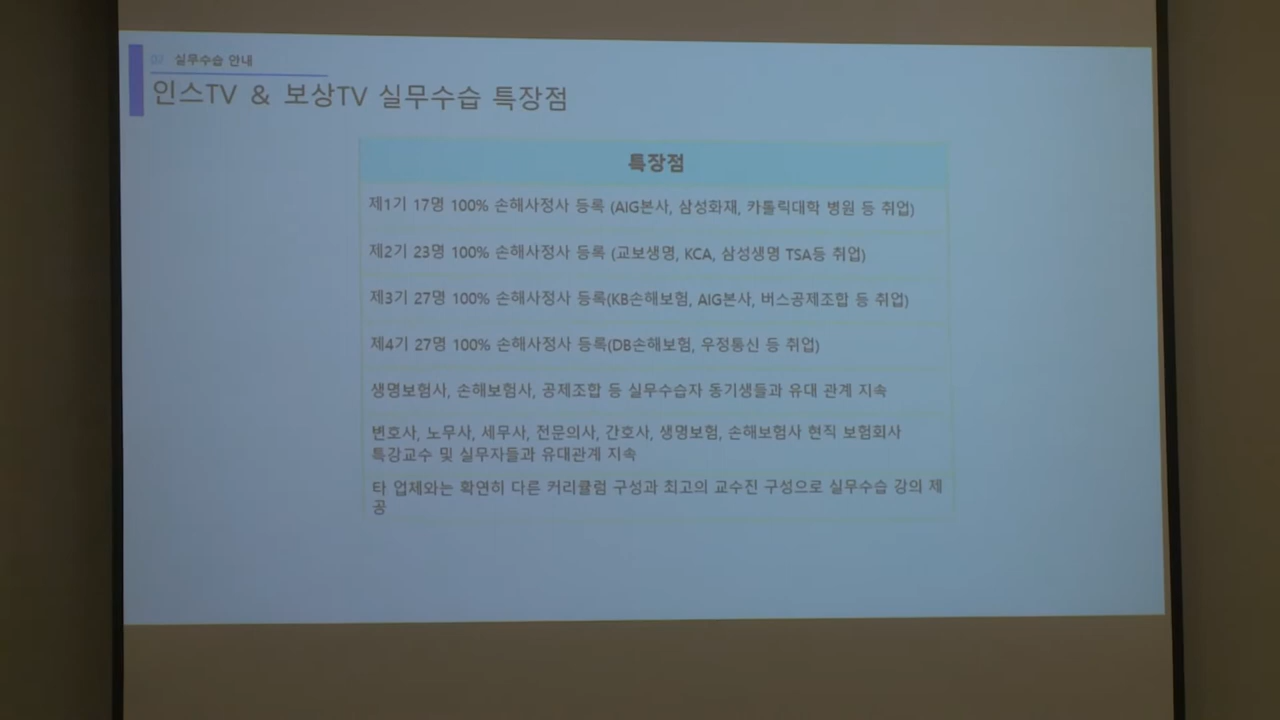 02 실무수습 안내
인스TV & 보상TV 실무수습 특장점
특장점
제1기 17명 100% 손해사정사 등록 (AIG본사, 삼성화재, 카톨릭대학 병원 등 취업)
제2기 23명 100% 손해사정사 등록 (교보생명, KCA, 삼성생명 TSA등 취업)
제3기 27명 100% 손해사정사 등록(KB손해보험, AIG본사, 버스공제조합 등 취업)
제4기 27명 100% 손해사정사 등록(DB손해보험, 우정통신 등 취업)
생명보험사, 손해보험사, 공제조합 등 실무수습자 동기생들과 유대 관계 지속
변호사, 노무사, 세무사, 전문의사, 간호사, 생명보험, 손해보험사 현직 보험회사
특강교수 및 실무자들과 유대관계 지속
타 업체와는 확연히 다른 커리큘럼 구성과 최고의 교수진 구성으로 실무수습 강의 제
공